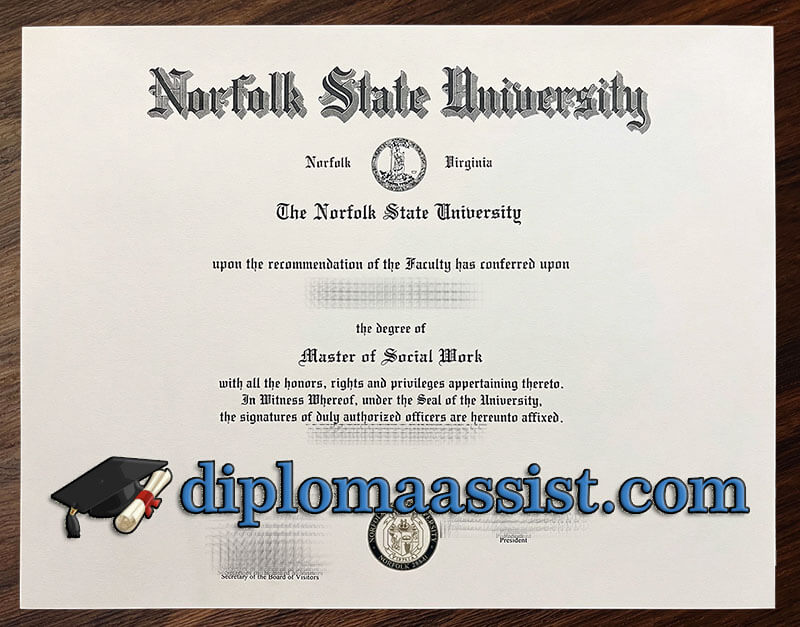 Norfolk State University
Norfolk Virginia
The Norfolk State University
upon the recommendation of the Faculty has conferred upon
the degree of
Master of Social Work
with all the honors, rights and privileges appertaining thereto.
In Witness Whereof, under the Seal of the University,
the signatures of duly authorized officers are hereunto affixed.
diplomaassist.com
President
Secretary of the Board of Visitors